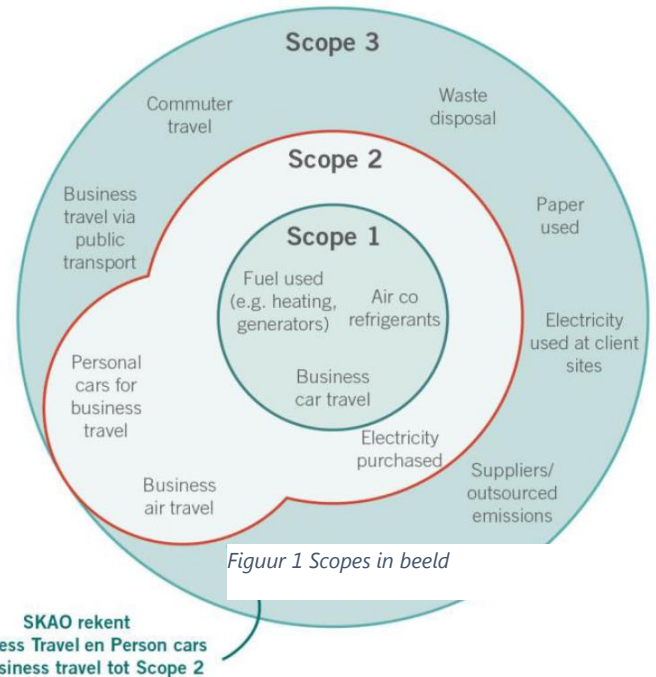 Scope 3
Commuter
travel
Waste
disposal
Scope 2
Business
travel via
public
transport
Paper
used
Scope 1
Fuel used
(e.g. heating,
generators)
Air co
refrigerants
Electricity
used at client
sites
Personal
cars for
business
travel
Business
car travel
Electricity
purchased
Business
air travel
Suppliers/
outsourced
emissions
Figuur 1 Scopes in beeld
SKAO rekent
ess Travel en Person cars
siness travel tot Scope 2